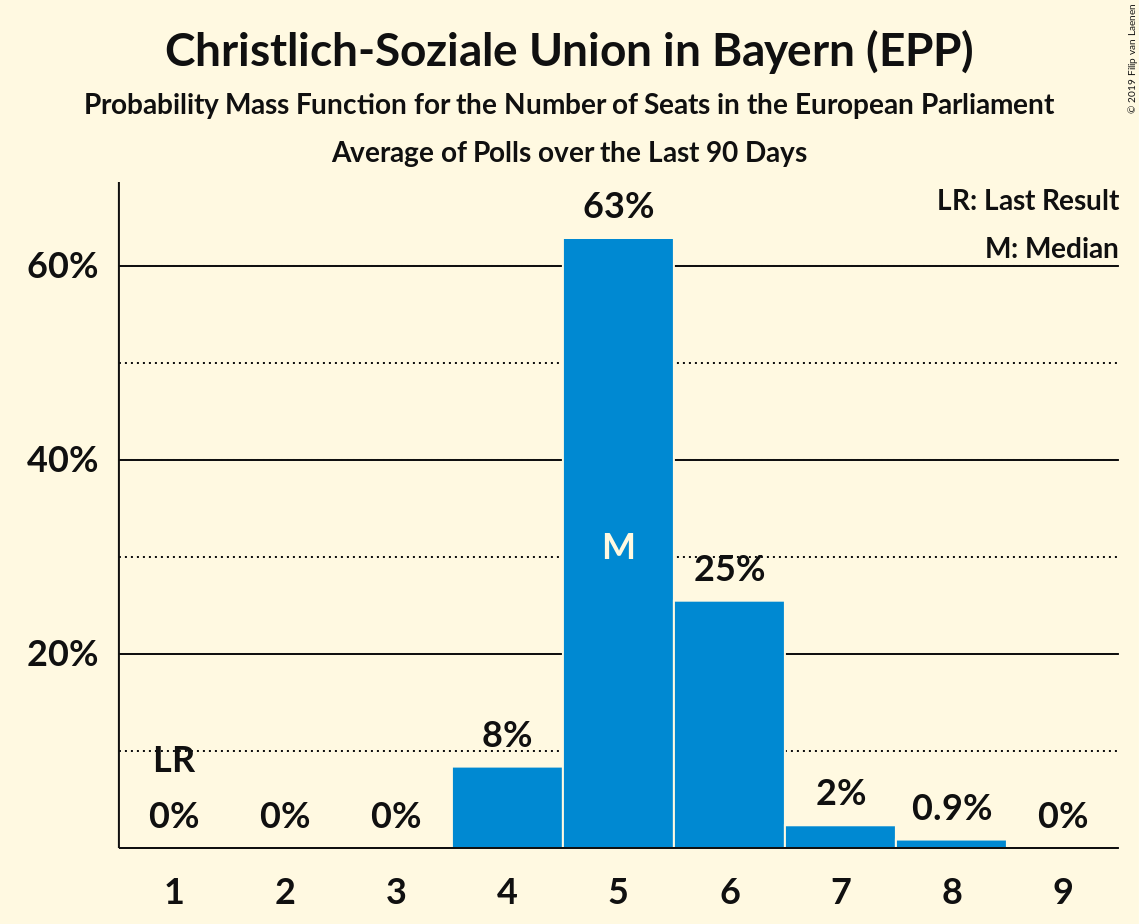 Christlich-Soziale Union in Bayern (EPP)
Probability Mass Function for the Number of Seats in the European Parliament
Average of Polls over the Last 90 Days
© 2019 Filip van Laenen
LR: Last Result
M: Median
63%
60%
40%
M
25%
20%
8%
LR
2%
0.9%
0%
0%
0%
0%
1 2 3 4 5 6 7 8 9